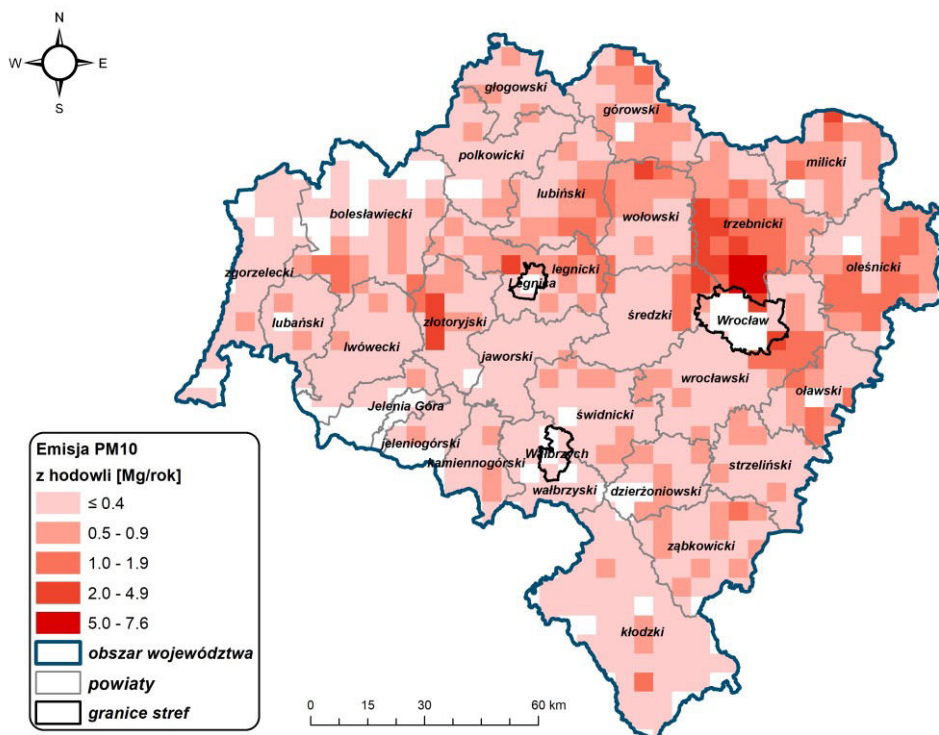 N
W
E
S
głogowski
górowski
polkowicki
milicki
lubiński
bolesławiecki
wołowski
trzebnicki
zgorzelecki
legnicki
oleśnicki
Legnica
lubański
złotoryjski
średzki
Wrocław
lwówecki
jaworski
wrocławski
oławski
Jelenia Góra
świdnicki
jeleniogórski
Wałbrzych
kamiennogórski
strzeliński
wałbrzyski
dzierżoniowski
ząbkowicki
kłodzki
Emisja PM10
z hodowli [Mg/rok]
≤ 0.4
0.5 - 0.9
1.0 - 1.9
2.0 - 4.9
5.0 - 7.6
obszar województwa
powiaty
granice stref
0 15 30 60 km